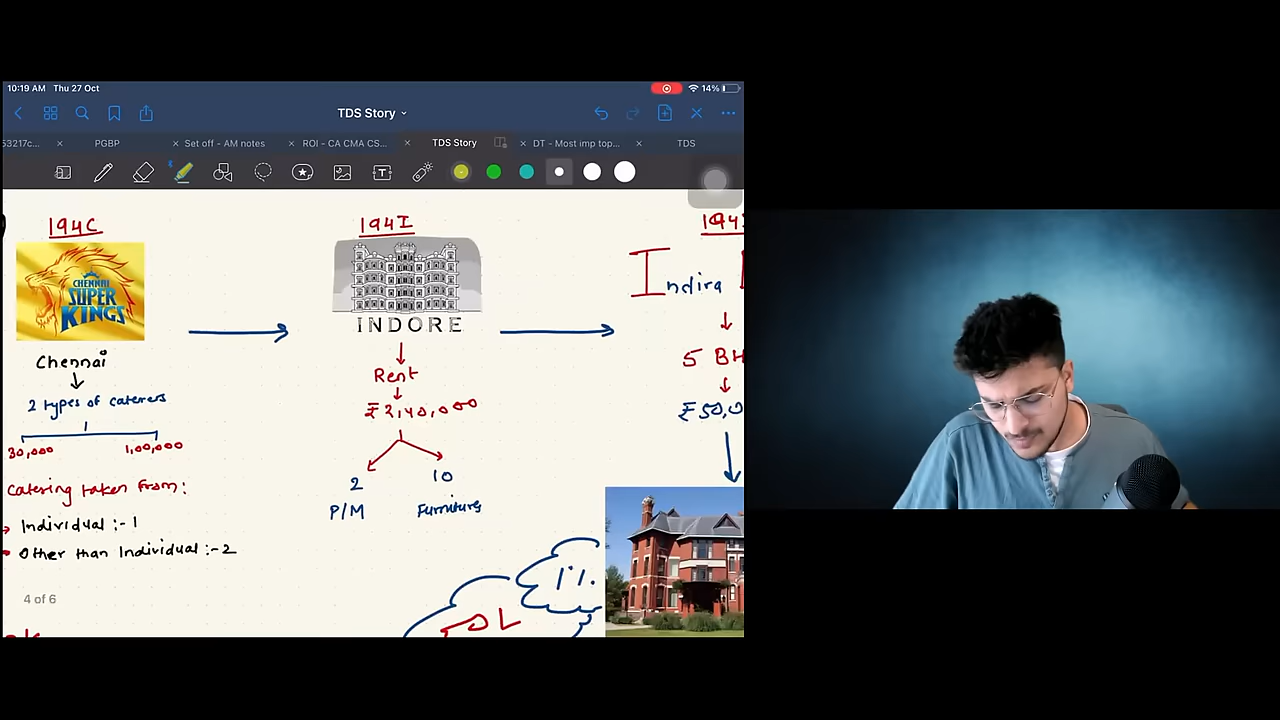 10:19 AM Thu 27 Oct
14%
TDS Story
53217c...
PGBP
Set off - AM notes
ROI - CA CMA CS...
TDS Story
DT - Most imp top...
TDS
194C
CHENNAI
SUPER
KINGS
Chennai
2 types of caterers
30,000
1,00,000
Catering taken from:
Individual :- 1
Other than Individual :- 2
4 of 6
194I
INDORE
Rent
₹2,40,000
2
10
P/M
Furniture
Indira
5 BH
₹50,0
1%.